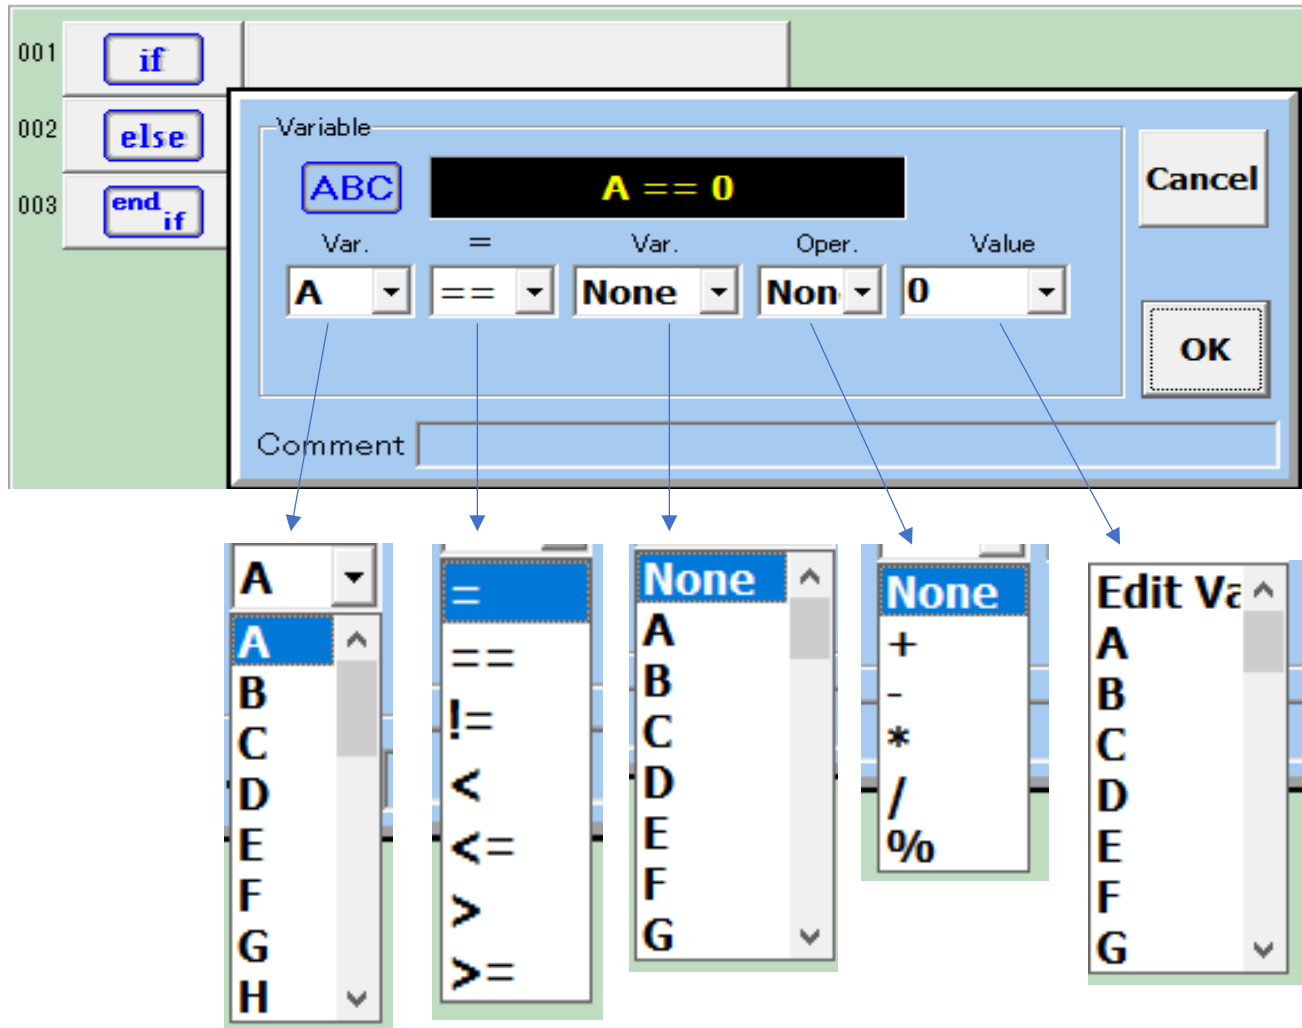 001 if
002 else
003 end if
Variable
ABC A == 0
Var. = Var. Oper. Value
A == None Non 0
Cancel
OK
Comment
A
A
B
C
D
E
F
G
H
=
==
!=
<
<=
>
>=
None
A
B
C
D
E
F
G
None
+
-
*
/
%
Edit Va
A
B
C
D
E
F
G